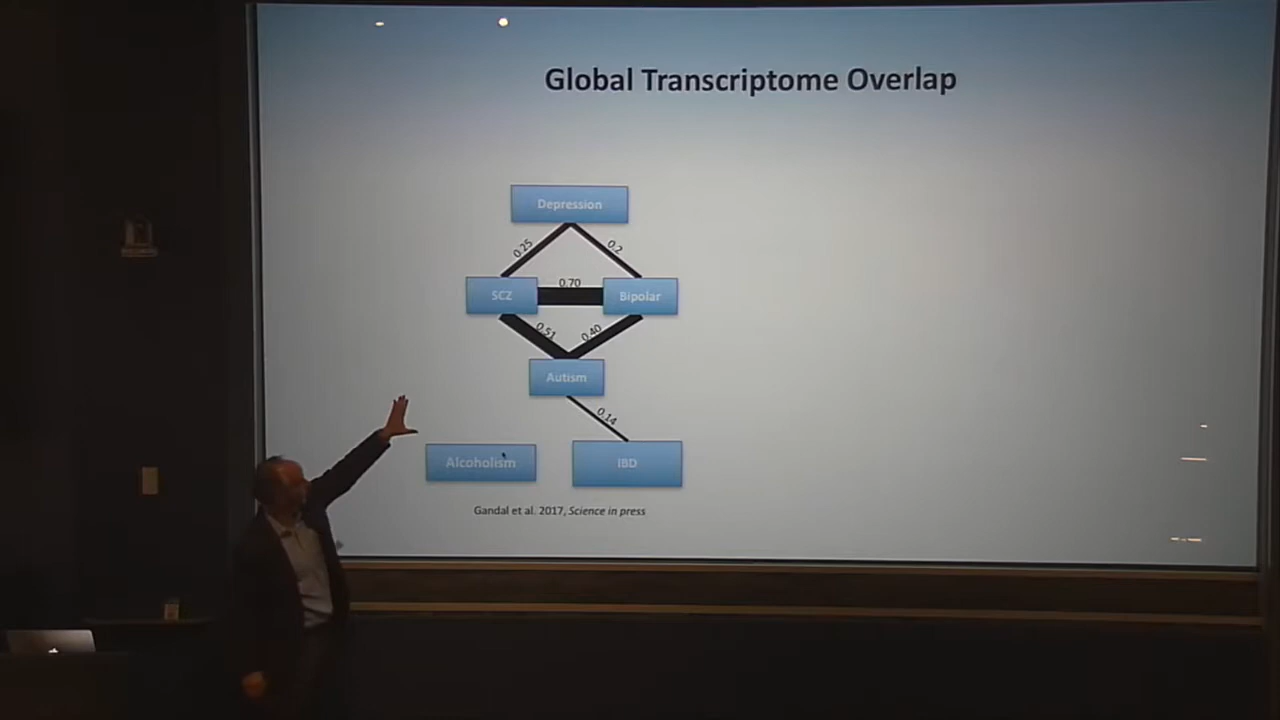 Global Transcriptome Overlap
Depression
0.25
0.2
SCZ
0.70
Bipolar
0.51
0.40
Autism
0.14
Alcoholism
IBD
Gandal et al. 2017, Science in press